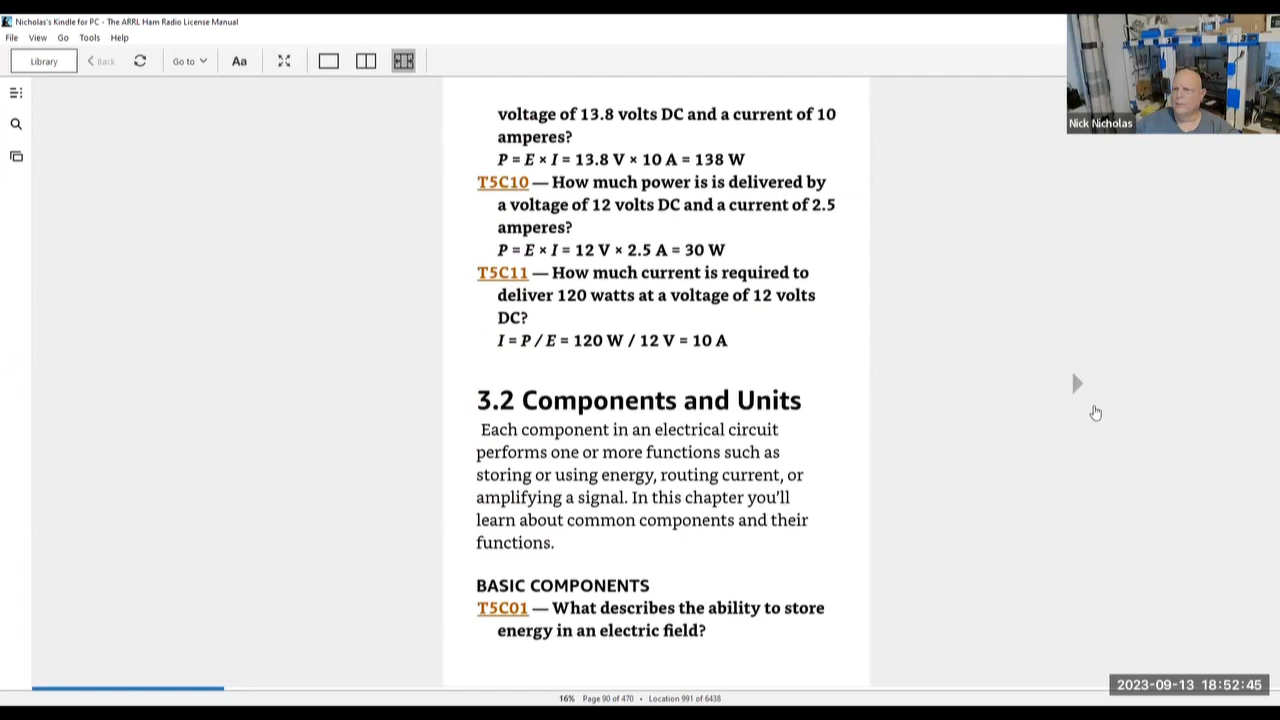 Nicholas's Kindle for PC - The ARRL Ham Radio License Manual
File View Go Tools Help
Library
Back
Go to
Aa
Nick Nicholas
voltage of 13.8 volts DC and a current of 10
amperes?
P = E × I = 13.8 V × 10 A = 138 W
T5C10 — How much power is is delivered by
a voltage of 12 volts DC and a current of 2.5
amperes?
P = E × I = 12 V × 2.5 A = 30 W
T5C11 — How much current is required to
deliver 120 watts at a voltage of 12 volts
DC?
I = P / E = 120 W / 12 V = 10 A
3.2 Components and Units
Each component in an electrical circuit
performs one or more functions such as
storing or using energy, routing current, or
amplifying a signal. In this chapter you'll
learn about common components and their
functions.
BASIC COMPONENTS
T5C01 — What describes the ability to store
energy in an electric field?
2023-09-13 18:52:45
16% Page 90 of 470 • Location 991 of 6438